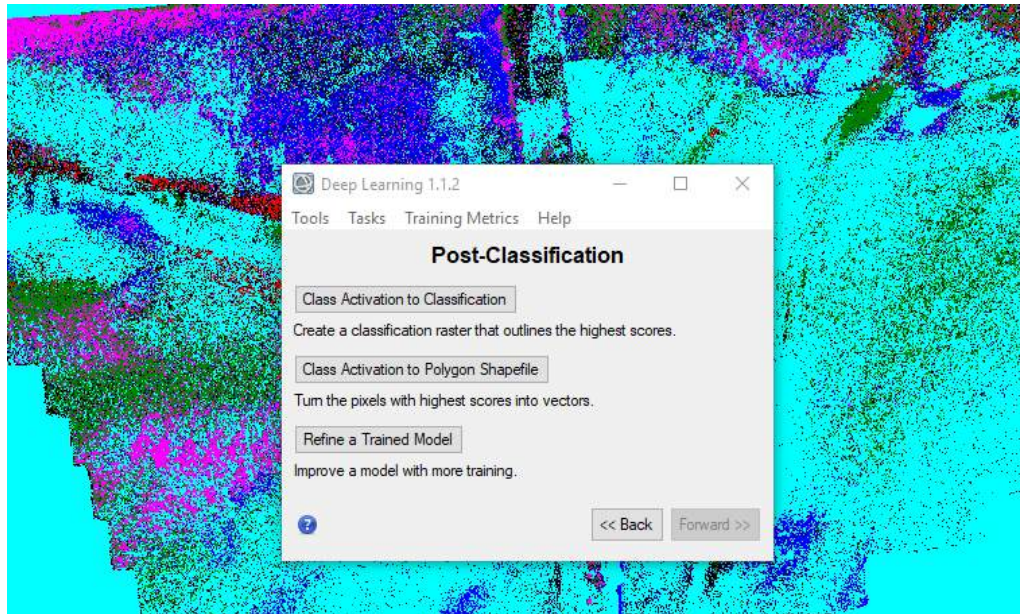 Deep Learning 1.1.2
Tools Tasks Training Metrics Help
Post-Classification
Class Activation to Classification
Create a classification raster that outlines the highest scores.
Class Activation to Polygon Shapefile
Turn the pixels with highest scores into vectors.
Refine a Trained Model
Improve a model with more training.
? << Back Forward >>